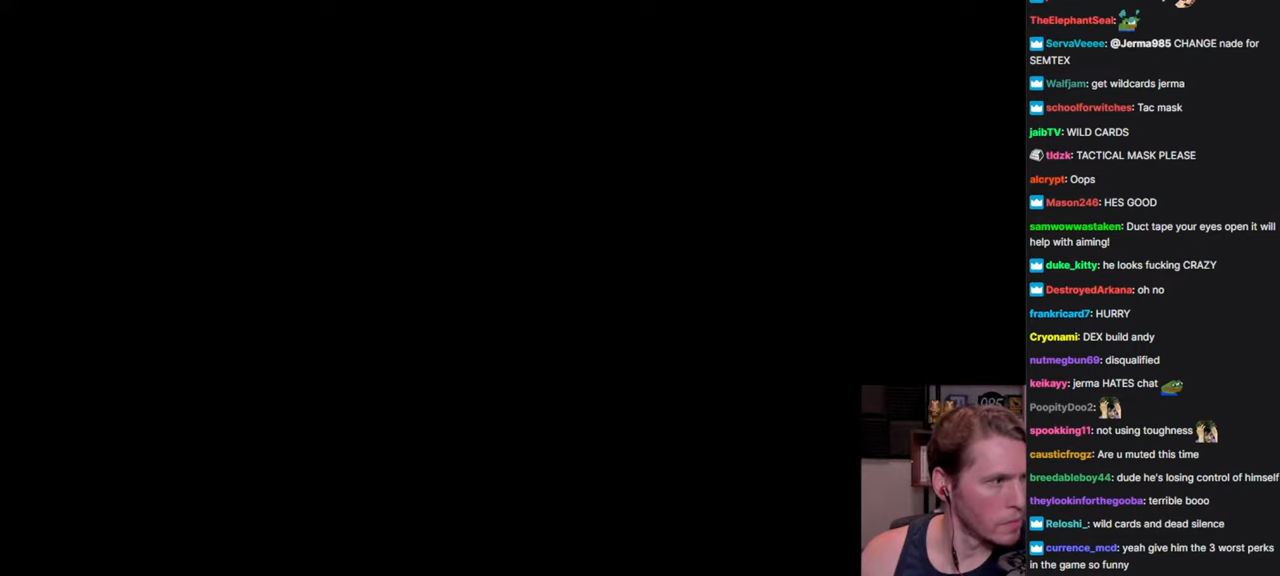 TheElephantSeal:
ServaVeeee: @Jerma985 CHANGE nade for
SEMTEX
Walfjam: get wildcards jerma
schoolforwitches: Tac mask
jaibTV: WILD CARDS
tldzk: TACTICAL MASK PLEASE
alcrypt: Oops
Mason246: HES GOOD
samwowwastaken: Duct tape your eyes open it will
help with aiming!
duke_kitty: he looks fucking CRAZY
DestroyedArkana: oh no
frankricard7: HURRY
Cryonami: DEX build andy
nutmegbun69: disqualified
keikayy: jerma HATES chat
PoopityDoo2:
spookking11: not using toughness
causticfrogz: Are u muted this time
breedableboy44: dude he's losing control of himself
theylookinforthegooba: terrible booo
Reloshi_: wild cards and dead silence
currence_mcd: yeah give him the 3 worst perks
in the game so funny
985